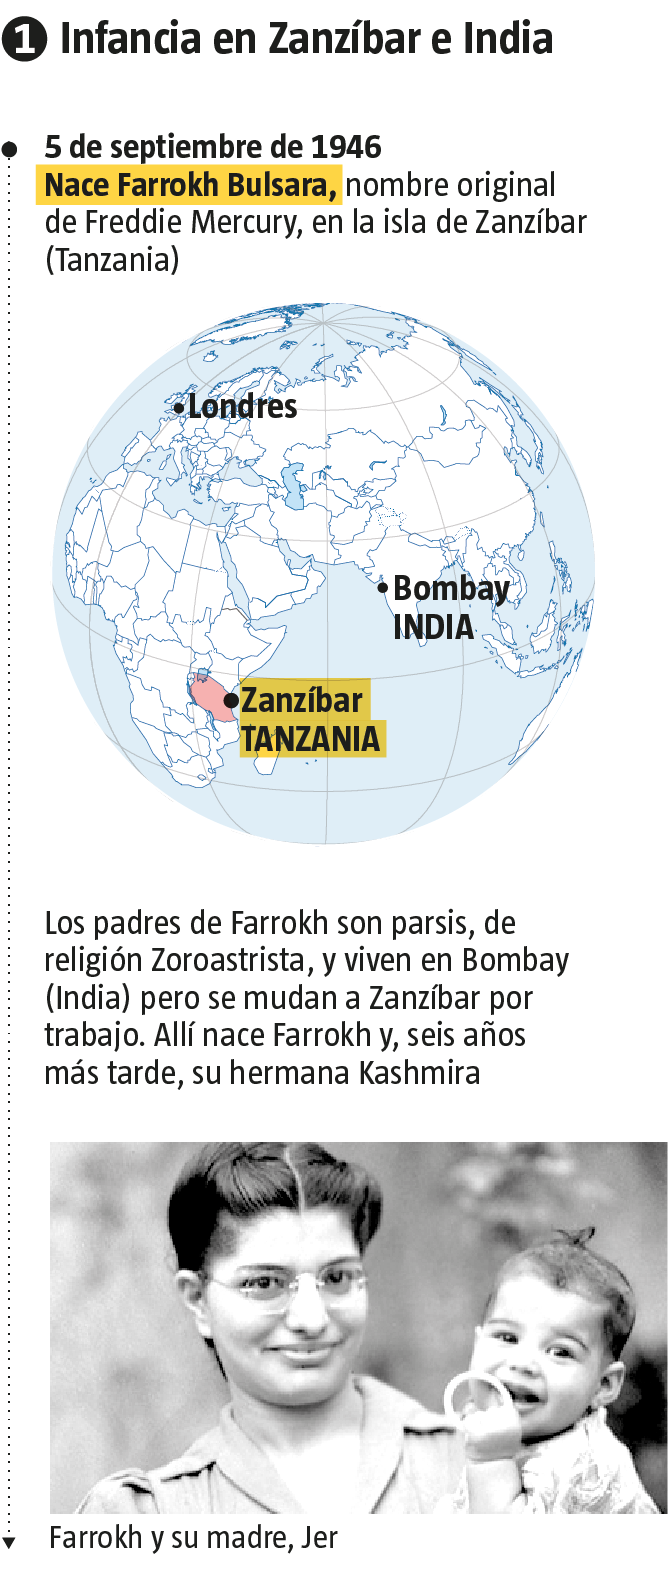 1 Infancia en Zanzíbar e India
5 de septiembre de 1946
Nace Farrokh Bulsara, nombre original
de Freddie Mercury, en la isla de Zanzíbar
(Tanzania)
Londres
Bombay
INDIA
Zanzíbar
TANZANIA
Los padres de Farrokh son parsis, de
religión Zoroastrista, y viven en Bombay
(India) pero se mudan a Zanzíbar por
trabajo. Allí nace Farrokh y, seis años
más tarde, su hermana Kashmira
Farrokh y su madre, Jer